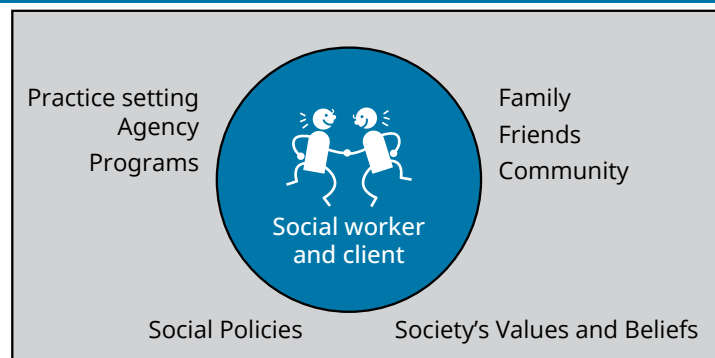 Practice setting
Agency
Programs
Family
Friends
Community
Social worker
and client
Social Policies
Society’s Values and Beliefs